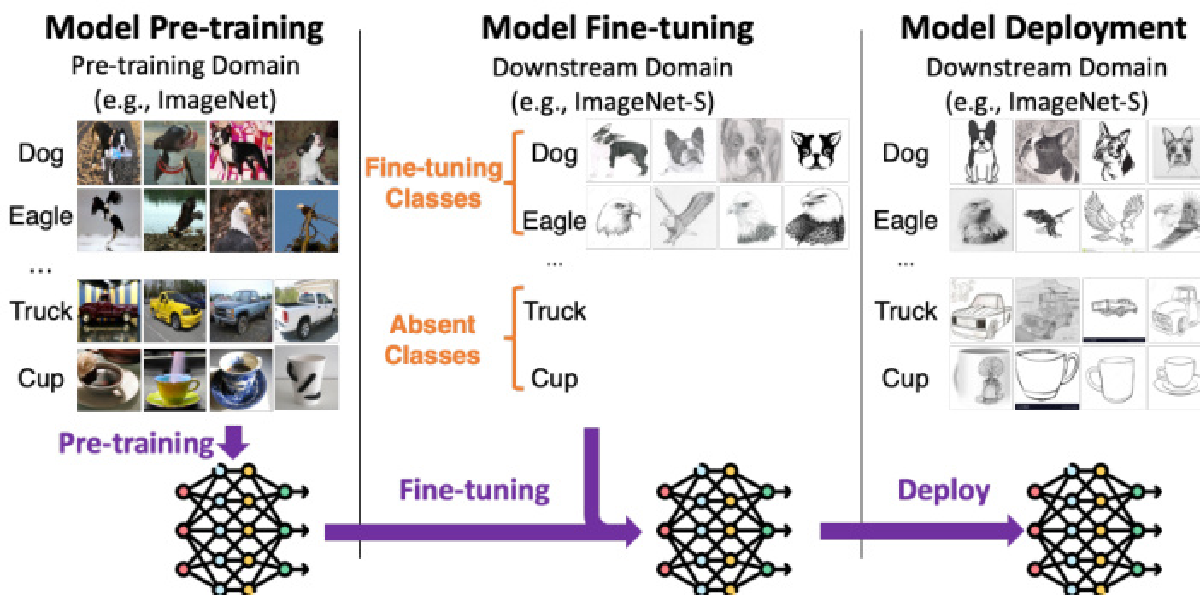 Model Pre-training
Pre-training Domain
(e.g., ImageNet)
Dog
Eagle
...
Truck
Cup
Pre-training
Model Fine-tuning
Downstream Domain
(e.g., ImageNet-S)
Fine-tuning
Classes
Dog
Eagle
...
Absent
Classes
Truck
Cup
Fine-tuning
Model Deployment
Downstream Domain
(e.g., ImageNet-S)
Dog
Eagle
...
Truck
Cup
Deploy